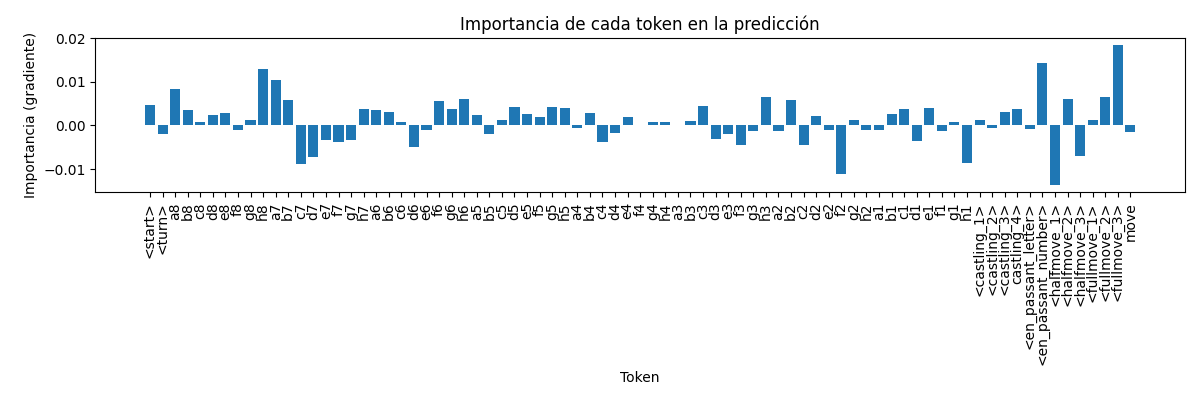 Importancia de cada token en la predicción
Importancia (gradiente)
0.02
0.01
0.00
−0.01
<start>
<turn>
a8
b8
c8
d8
e8
f8
g8
h8
a7
b7
c7
d7
e7
f7
g7
h7
a6
b6
c6
d6
e6
f6
g6
h6
a5
b5
c5
d5
e5
f5
g5
h5
a4
b4
c4
d4
e4
f4
g4
h4
a3
b3
c3
d3
e3
f3
g3
h3
a2
b2
c2
d2
e2
f2
g2
h2
a1
b1
c1
d1
e1
f1
g1
h1
<castling_1>
<castling_2>
<castling_3>
castling_4>
<en_passant_letter>
<en_passant_number>
<halfmove_1>
<halfmove_2>
<halfmove_3>
<fullmove_1>
<fullmove_2>
<fullmove_3>
move
Token